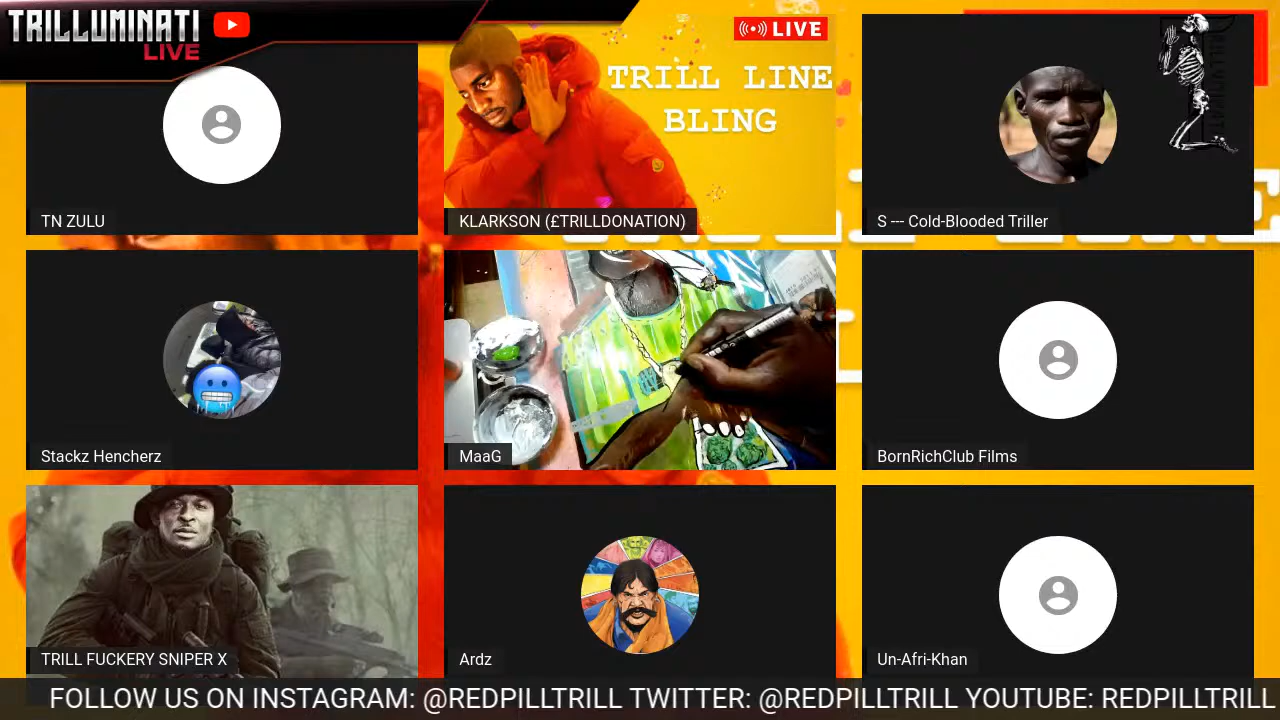 TRILLUMINATI
LIVE
LIVE
TRILL LINE
BLING
TN ZULU
KLARKSON (£TRILLDONATION)
S --- Cold-Blooded Triller
Stackz Hencherz
MaaG
BornRichClub Films
TRILL FUCKERY SNIPER X
Ardz
Un-Afri-Khan
FOLLOW US ON INSTAGRAM: @REDPILLTRILL TWITTER: @REDPILLTRILL YOUTUBE: REDPILLTRILL